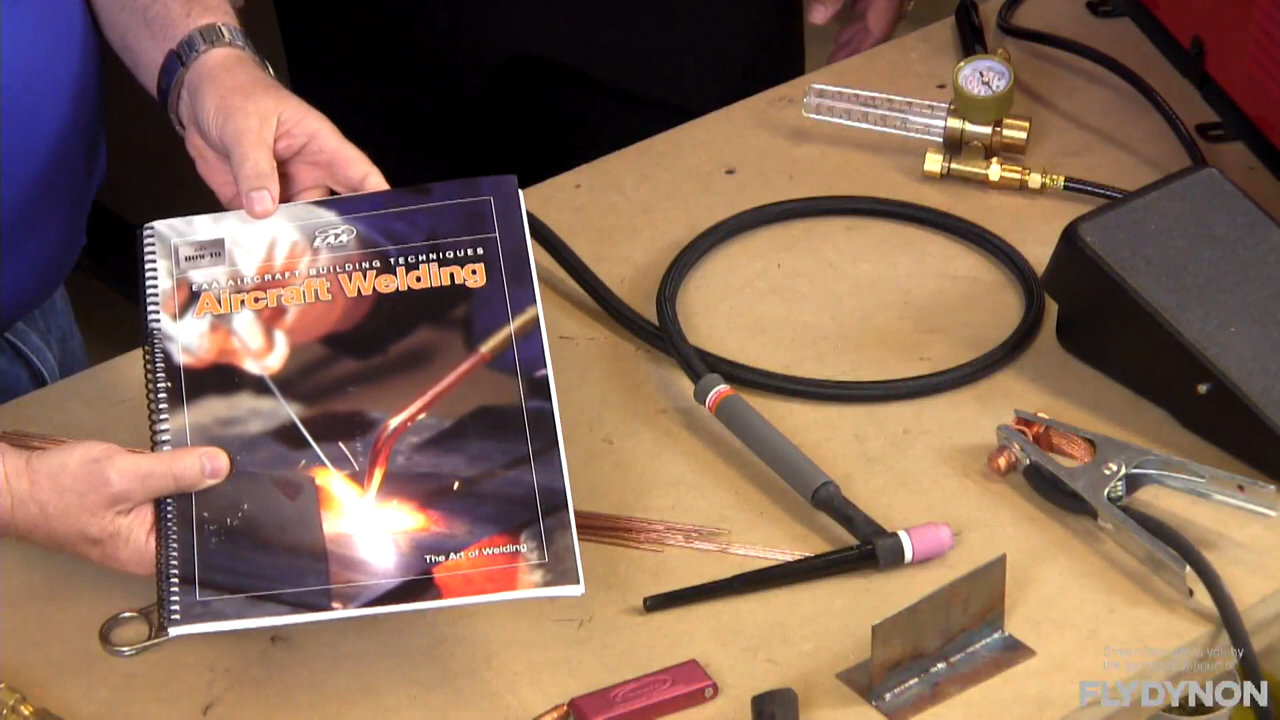 HOW-TO
EAA
EAA AIRCRAFT BUILDING TECHNIQUES
Aircraft Welding
The Art of Welding
FLYDYNON